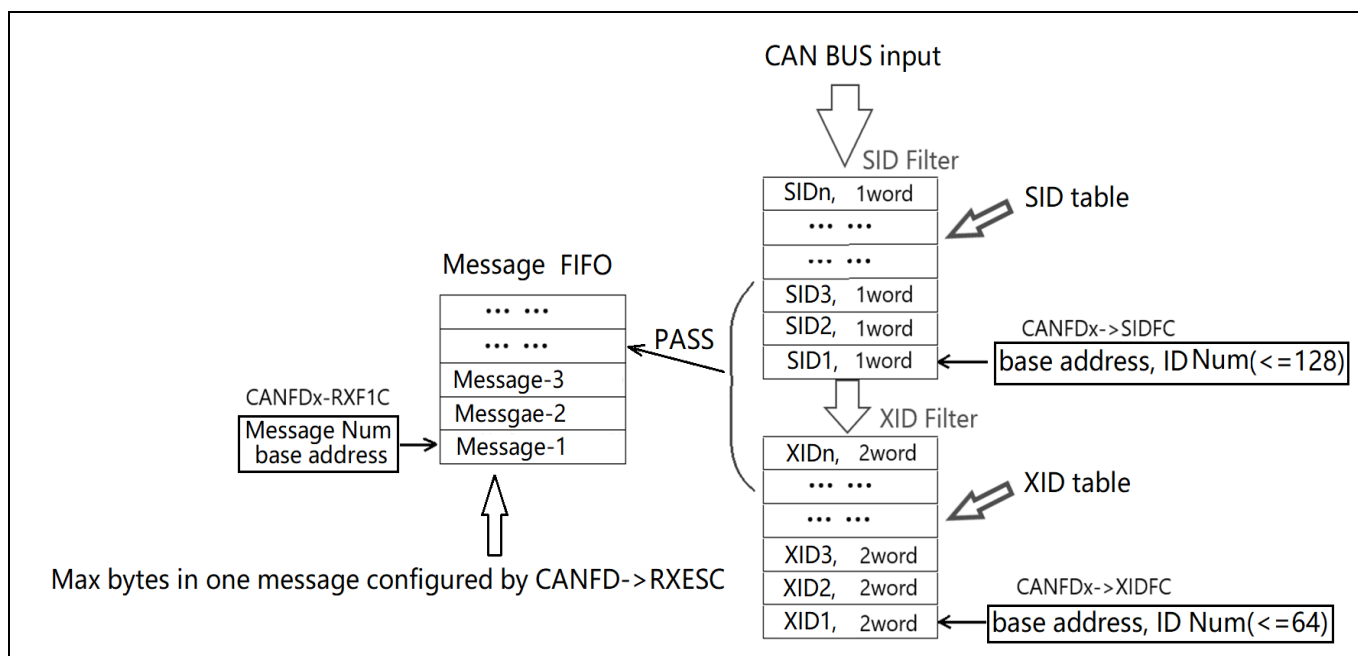 CAN BUS input
SID Filter
SIDn, 1word
... ...
... ...
SID3, 1word
SID2, 1word
SID1, 1word
SID table
CANFDx->SIDFC
base address, ID Num(<=128)
Message FIFO
... ...
... ...
Message-3
Messgae-2
Message-1
PASS
CANFDx-RXF1C
Message Num
base address
Max bytes in one message configured by CANFD->RXESC
XID Filter
XIDn, 2word
... ...
... ...
XID3, 2word
XID2, 2word
XID1, 2word
XID table
CANFDx->XIDFC
base address, ID Num(<=64)